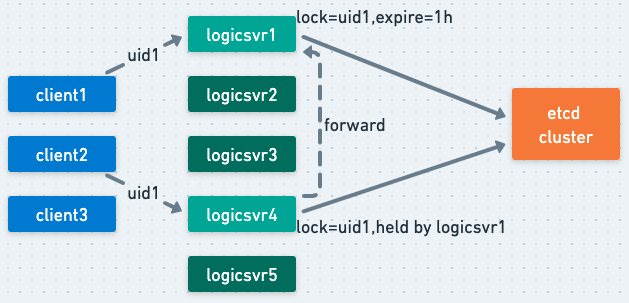 lock=uid1,expire=1h
logicsvr1
uid1
client1
logicsvr2
etcd
cluster
forward
client2
logicsvr3
uid1
client3
logicsvr4
lock=uid1,held by logicsvr1
logicsvr5